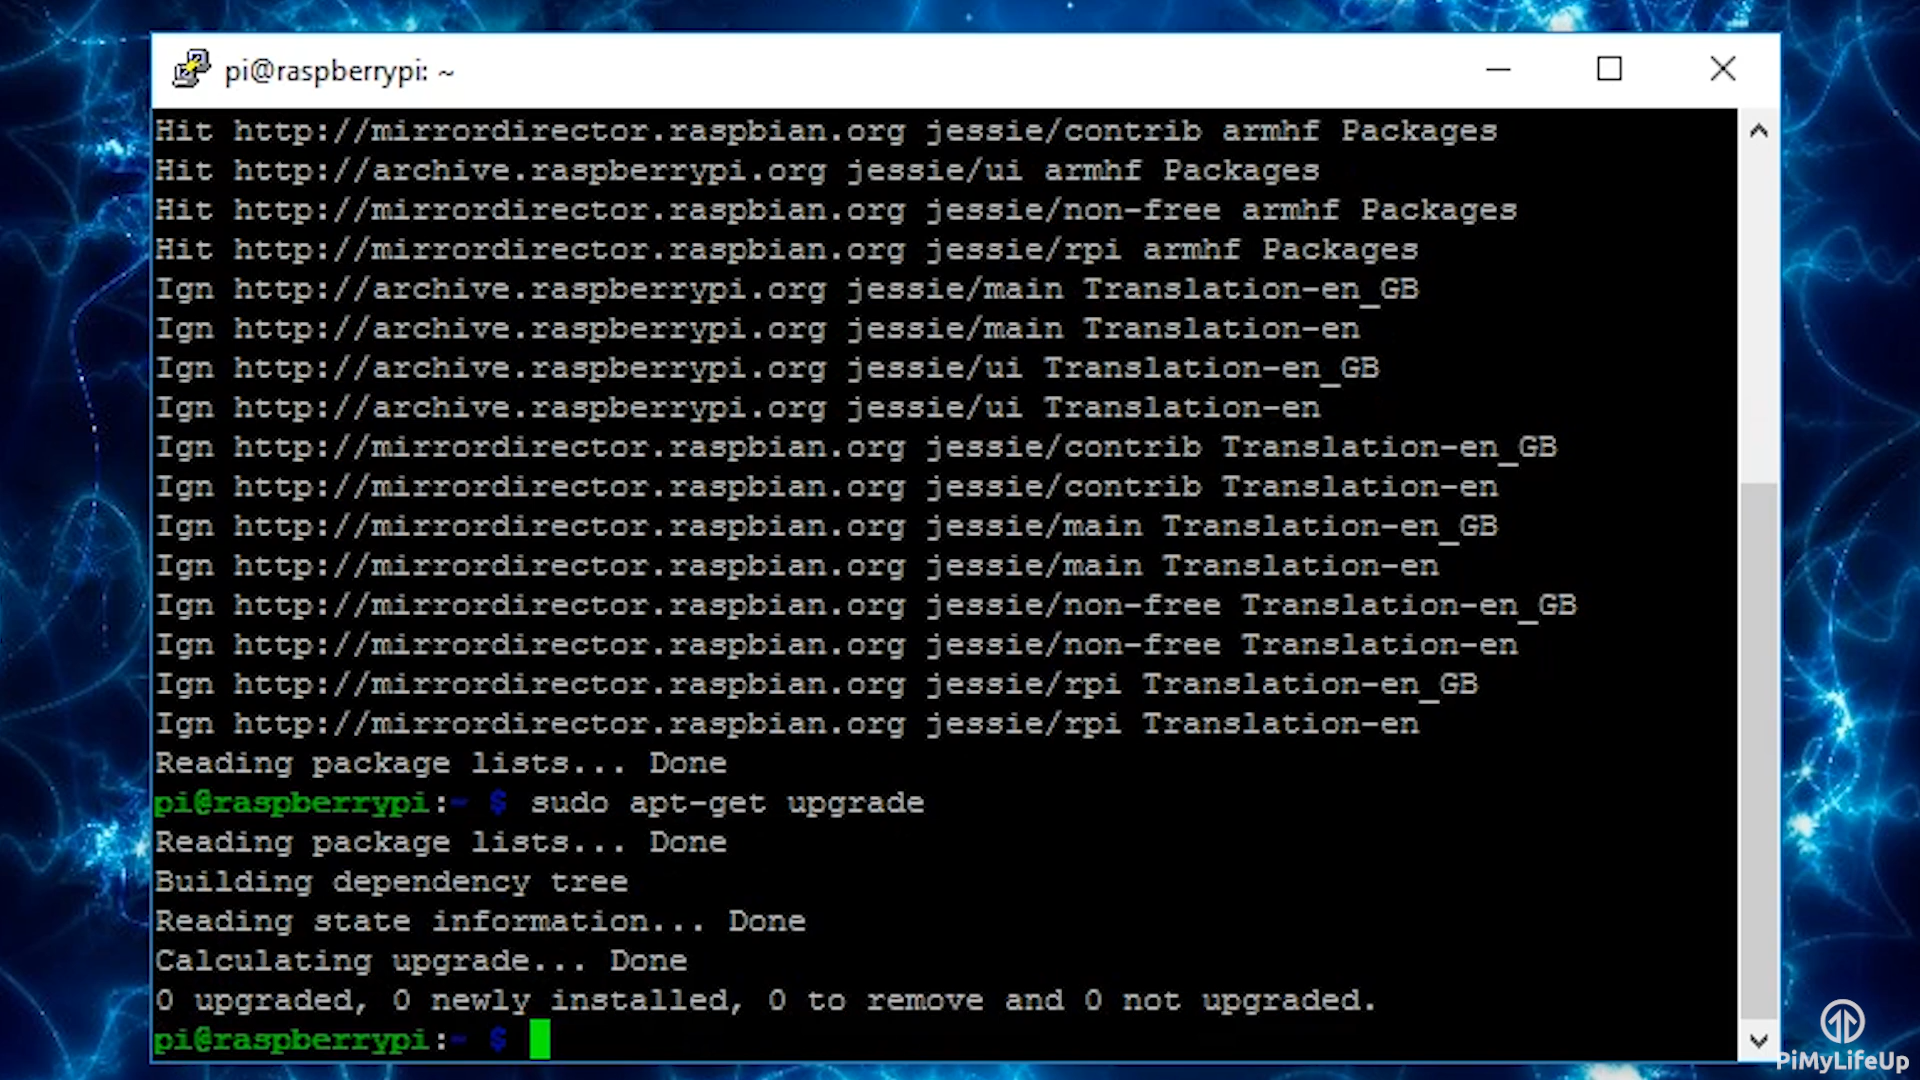 pi@raspberrypi: ~
Hit http://mirrordirector.raspbian.org jessie/contrib armhf Packages
Hit http://archive.raspberrypi.org jessie/ui armhf Packages
Hit http://mirrordirector.raspbian.org jessie/non-free armhf Packages
Hit http://mirrordirector.raspbian.org jessie/rpi armhf Packages
Ign http://archive.raspberrypi.org jessie/main Translation-en_GB
Ign http://archive.raspberrypi.org jessie/main Translation-en
Ign http://archive.raspberrypi.org jessie/ui Translation-en_GB
Ign http://archive.raspberrypi.org jessie/ui Translation-en
Ign http://mirrordirector.raspbian.org jessie/contrib Translation-en_GB
Ign http://mirrordirector.raspbian.org jessie/contrib Translation-en
Ign http://mirrordirector.raspbian.org jessie/main Translation-en_GB
Ign http://mirrordirector.raspbian.org jessie/main Translation-en
Ign http://mirrordirector.raspbian.org jessie/non-free Translation-en_GB
Ign http://mirrordirector.raspbian.org jessie/non-free Translation-en
Ign http://mirrordirector.raspbian.org jessie/rpi Translation-en_GB
Ign http://mirrordirector.raspbian.org jessie/rpi Translation-en
Reading package lists... Done
pi@raspberrypi:~ $ sudo apt-get upgrade
Reading package lists... Done
Building dependency tree
Reading state information... Done
Calculating upgrade... Done
0 upgraded, 0 newly installed, 0 to remove and 0 not upgraded.
pi@raspberrypi:~ $
PiMyLifeUp